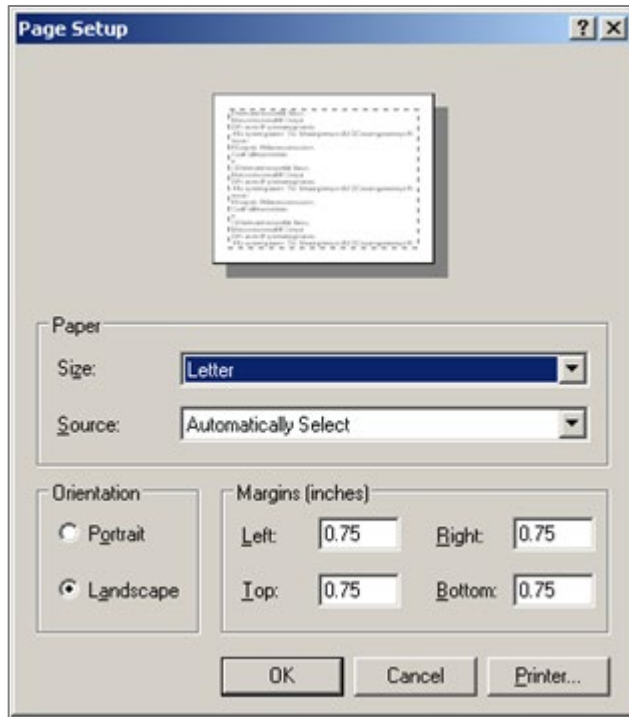 Page Setup
Paper
Size: Letter
Source: Automatically Select
Orientation
Portrait
Landscape
Margins (inches)
Left: 0.75 Right: 0.75
Top: 0.75 Bottom: 0.75
OK Cancel Printer...